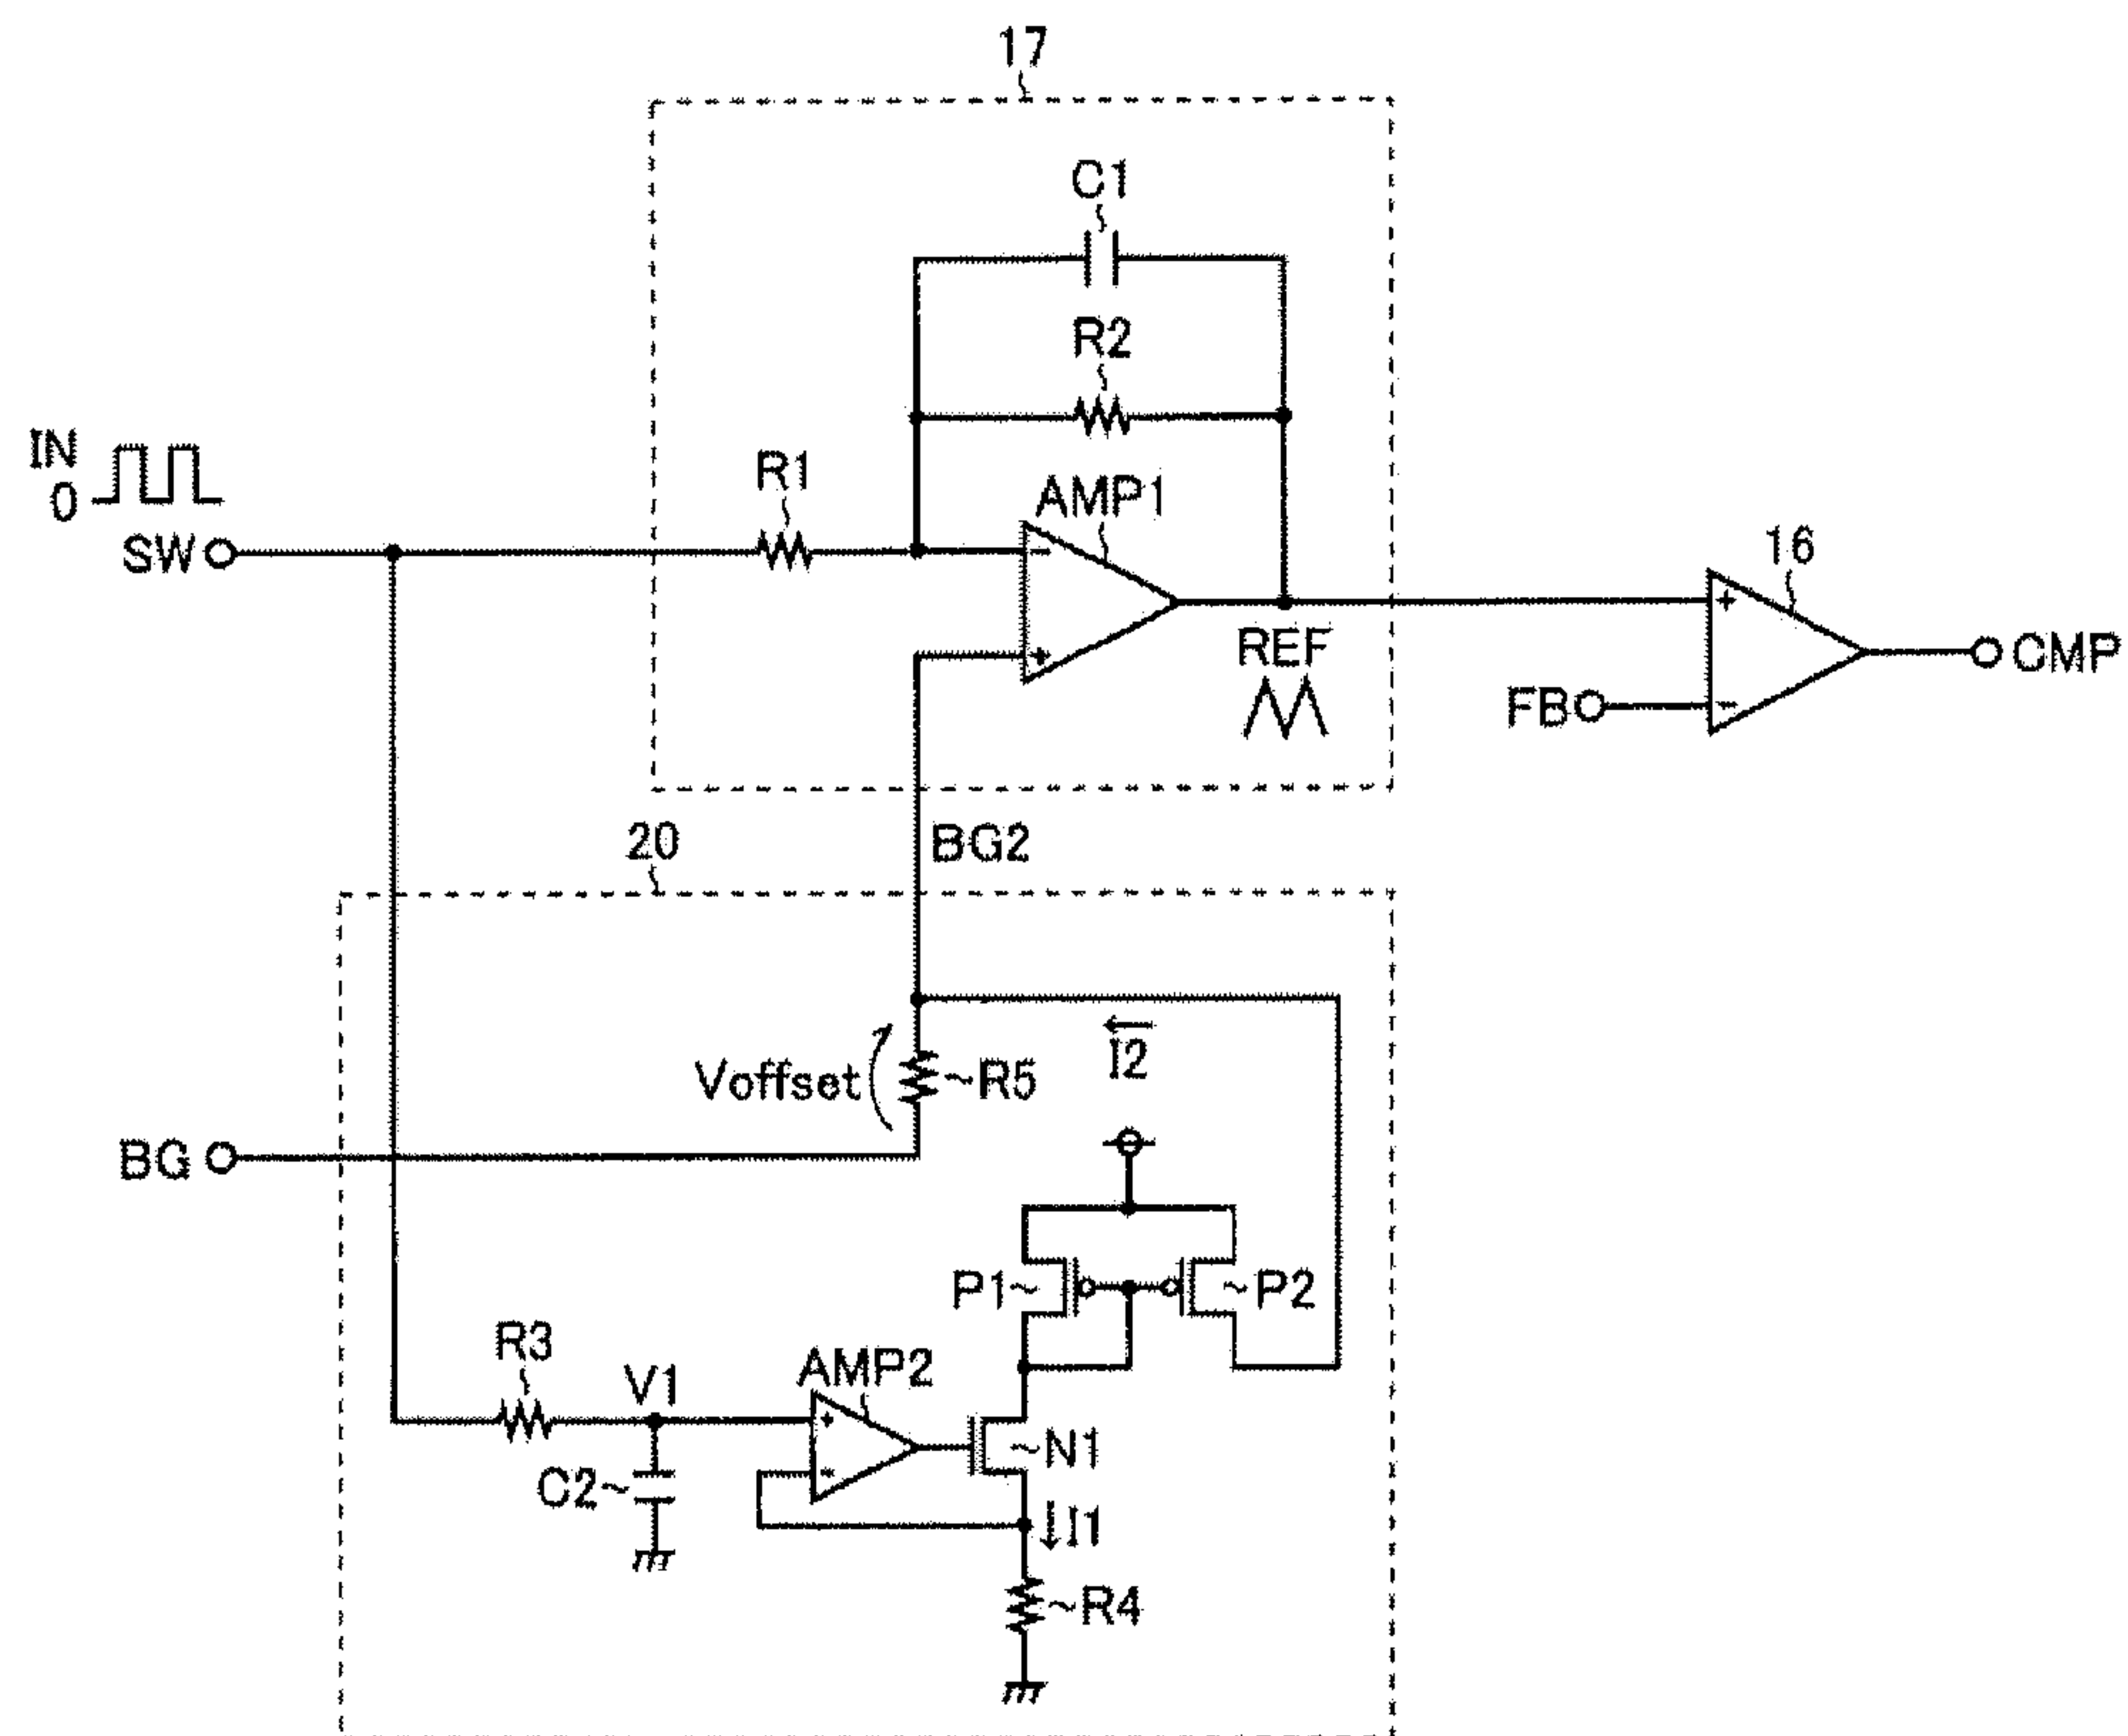 17
C1
R2
IN
0
R1
AMP1
16
SW
REF
CMP
FB
20
BG2
Voffset
~R5
I2
BG
P1~
~P2
R3
V1
AMP2
~N1
C2~
I1
~R4